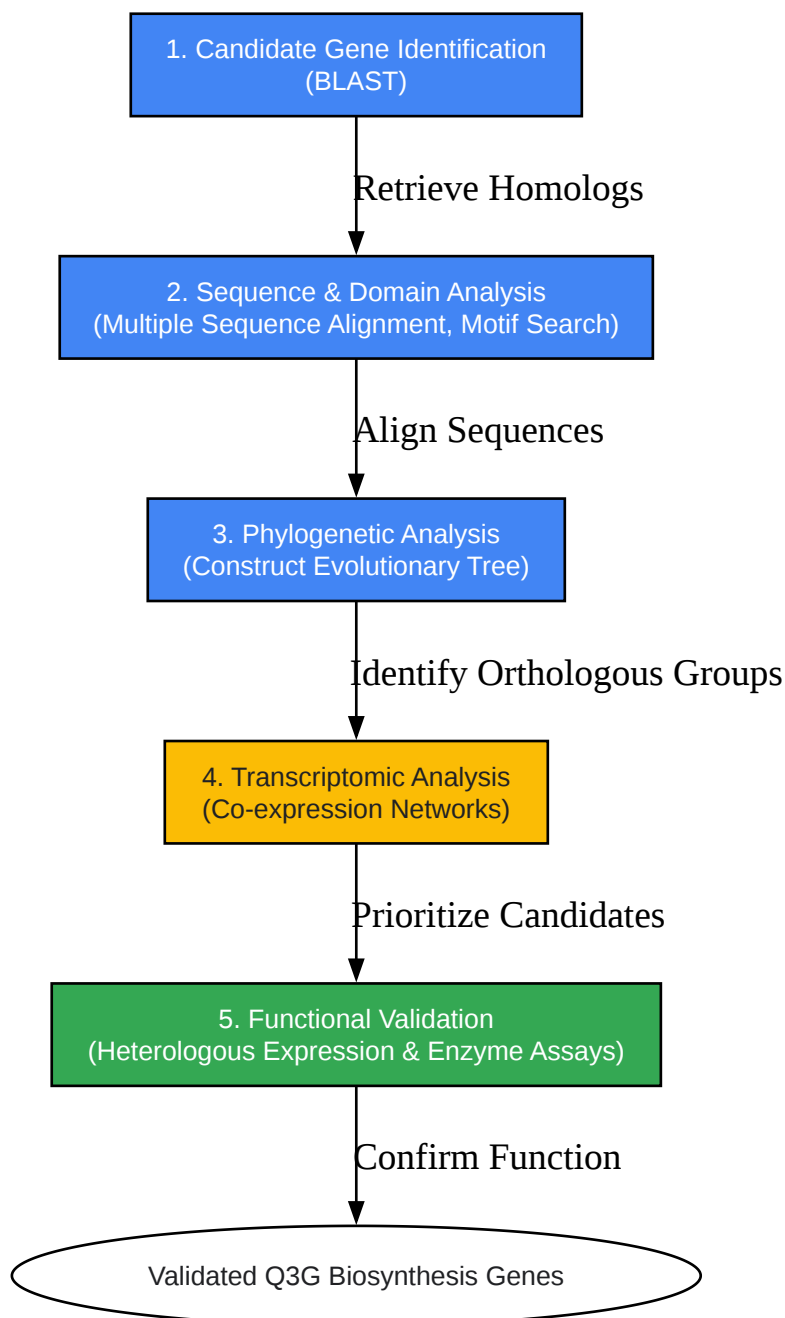 1. Candidate Gene Identification
(BLAST)
Retrieve Homologs
2. Sequence & Domain Analysis
(Multiple Sequence Alignment, Motif Search)
Align Sequences
3. Phylogenetic Analysis
(Construct Evolutionary Tree)
Identify Orthologous Groups
4. Transcriptomic Analysis
(Co-expression Networks)
Prioritize Candidates
5. Functional Validation
(Heterologous Expression & Enzyme Assays)
Confirm Function
Validated Q3G Biosynthesis Genes